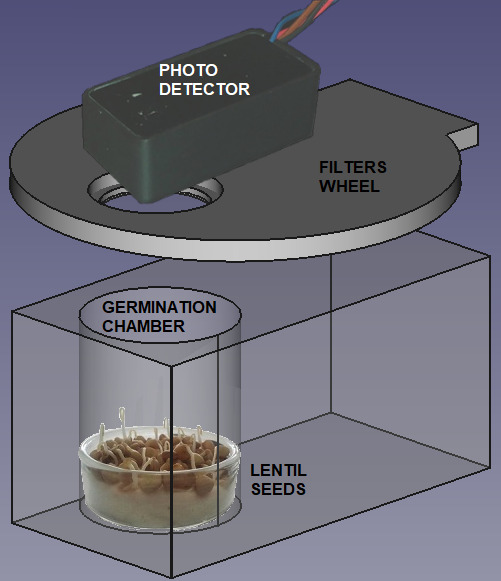 PHOTO
DETECTOR
FILTERS
WHEEL
GERMINATION
CHAMBER
LENTIL
SEEDS